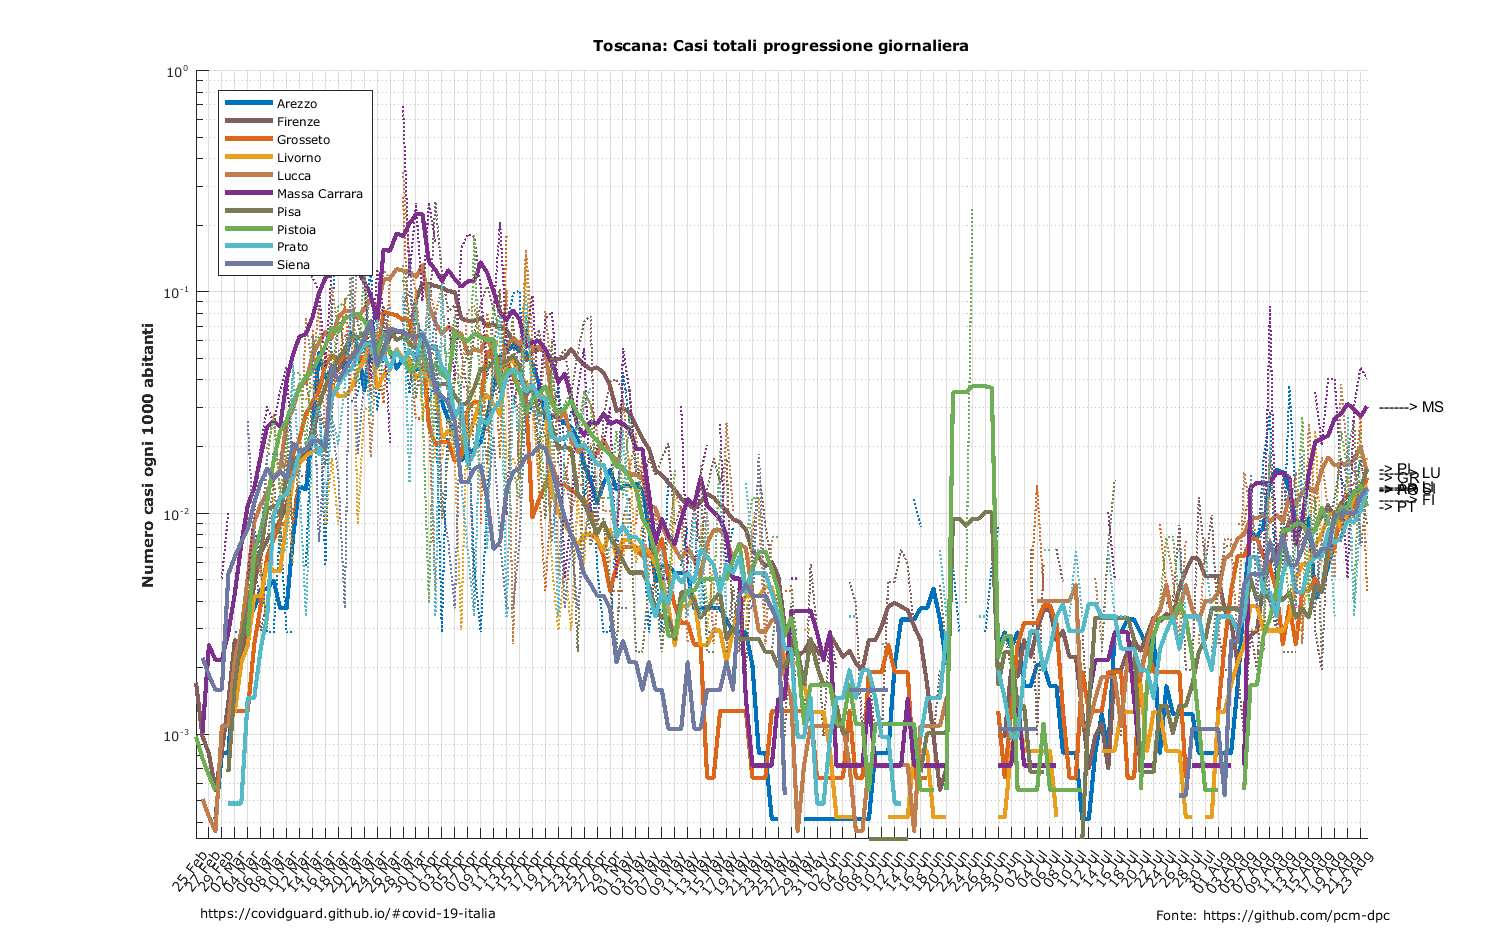 Toscana: Casi totali progressione giornaliera
Numero casi ogni 1000 abitanti
10⁰
10⁻¹
10⁻²
10⁻³
Arezzo
Firenze
Grosseto
Livorno
Lucca
Massa Carrara
Pisa
Pistoia
Prato
Siena
------> MS
-> PI
------> LU
-> GR
SI
------> FI
-> PT
25 Feb
27 Feb
29 Feb
02 Mar
04 Mar
06 Mar
08 Mar
10 Mar
12 Mar
14 Mar
16 Mar
18 Mar
20 Mar
22 Mar
24 Mar
26 Mar
28 Mar
30 Mar
01 Apr
03 Apr
05 Apr
07 Apr
09 Apr
11 Apr
13 Apr
15 Apr
17 Apr
19 Apr
21 Apr
23 Apr
25 Apr
27 Apr
29 Apr
01 May
03 May
05 May
07 May
09 May
11 May
13 May
15 May
17 May
19 May
21 May
23 May
25 May
27 May
29 May
31 May
02 Jun
04 Jun
06 Jun
08 Jun
10 Jun
12 Jun
14 Jun
16 Jun
18 Jun
20 Jun
22 Jun
24 Jun
26 Jun
28 Jun
30 Jun
02 Jul
04 Jul
06 Jul
08 Jul
10 Jul
12 Jul
14 Jul
16 Jul
18 Jul
20 Jul
22 Jul
24 Jul
26 Jul
28 Jul
30 Jul
01 Aug
03 Aug
05 Aug
07 Aug
09 Aug
11 Aug
13 Aug
15 Aug
17 Aug
19 Aug
21 Aug
23 Aug
https://covidguard.github.io/#covid-19-italia
Fonte: https://github.com/pcm-dpc